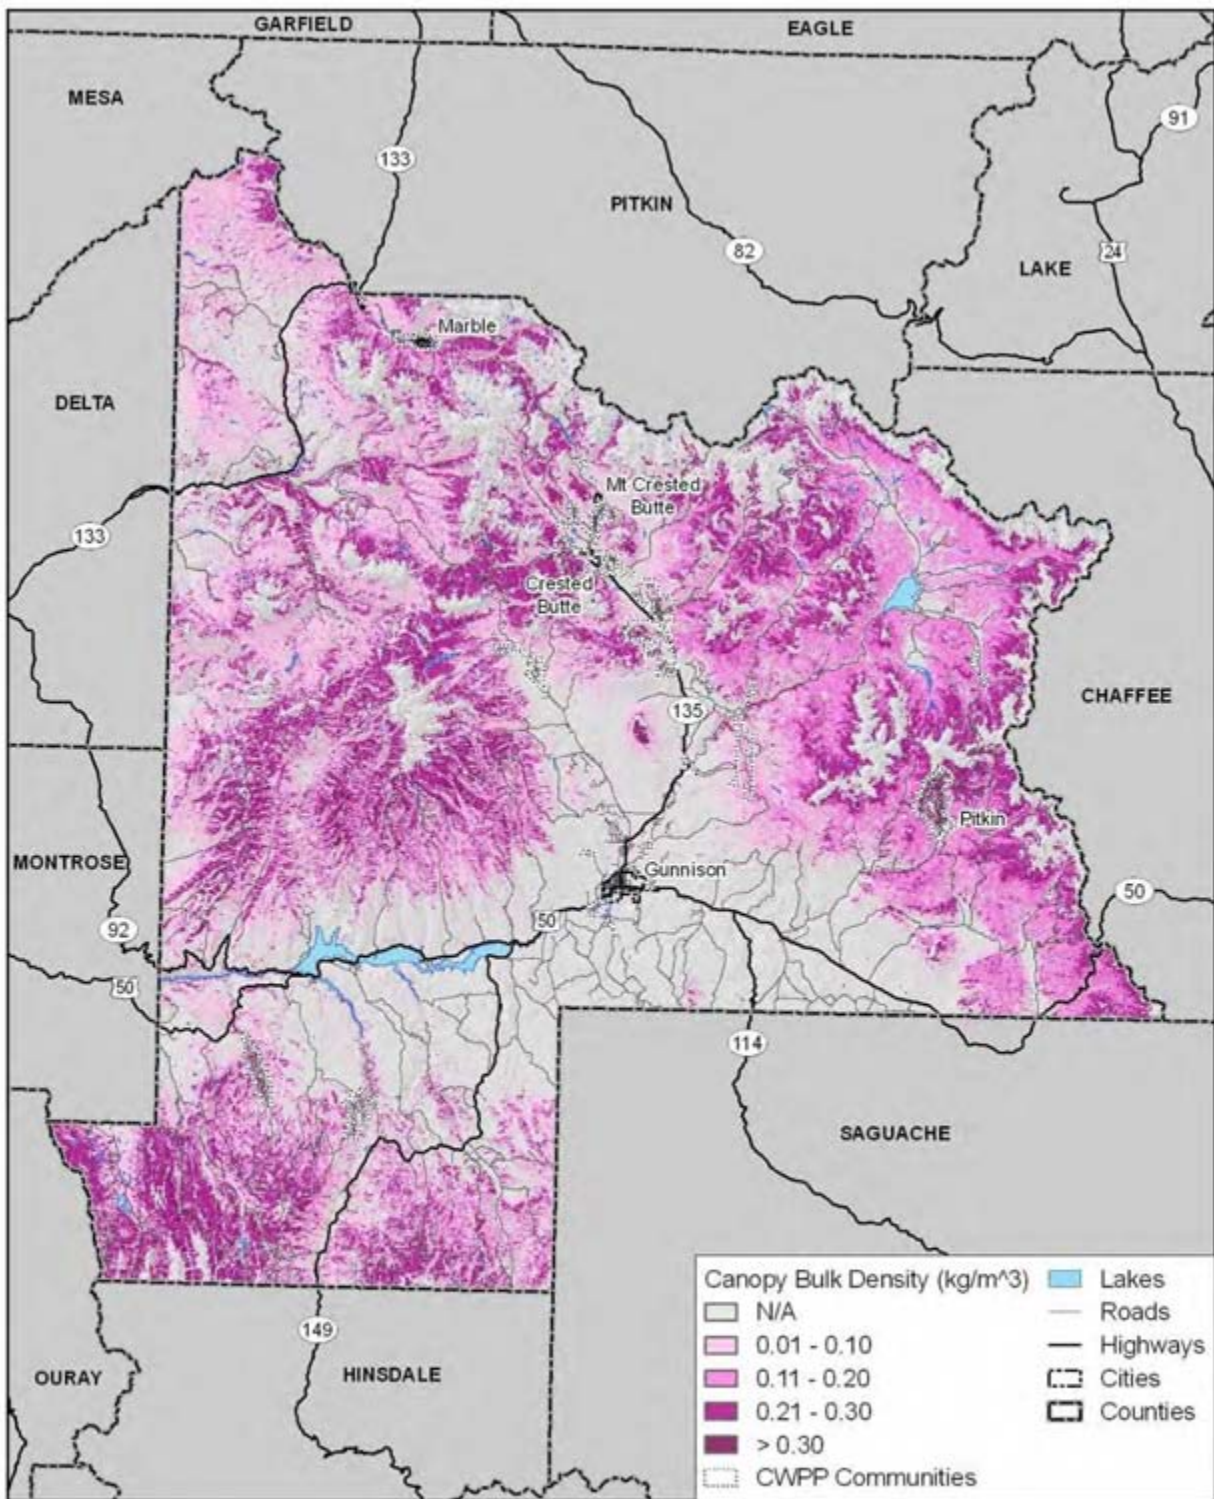 GARFIELD
EAGLE
MESA
91
133
PITKIN
82
24
LAKE
Marble
DELTA
Mt Crested
Butte
133
Crested
Butte
CHAFFEE
135
Pitkin
MONTROSE
Gunnison
50
50
92
50
114
SAGUACHE
Canopy Bulk Density (kg/m^3)
N/A
0.01 - 0.10
0.11 - 0.20
0.21 - 0.30
> 0.30
CWPP Communities
Lakes
Roads
Highways
Cities
Counties
149
OURAY
HINSDALE